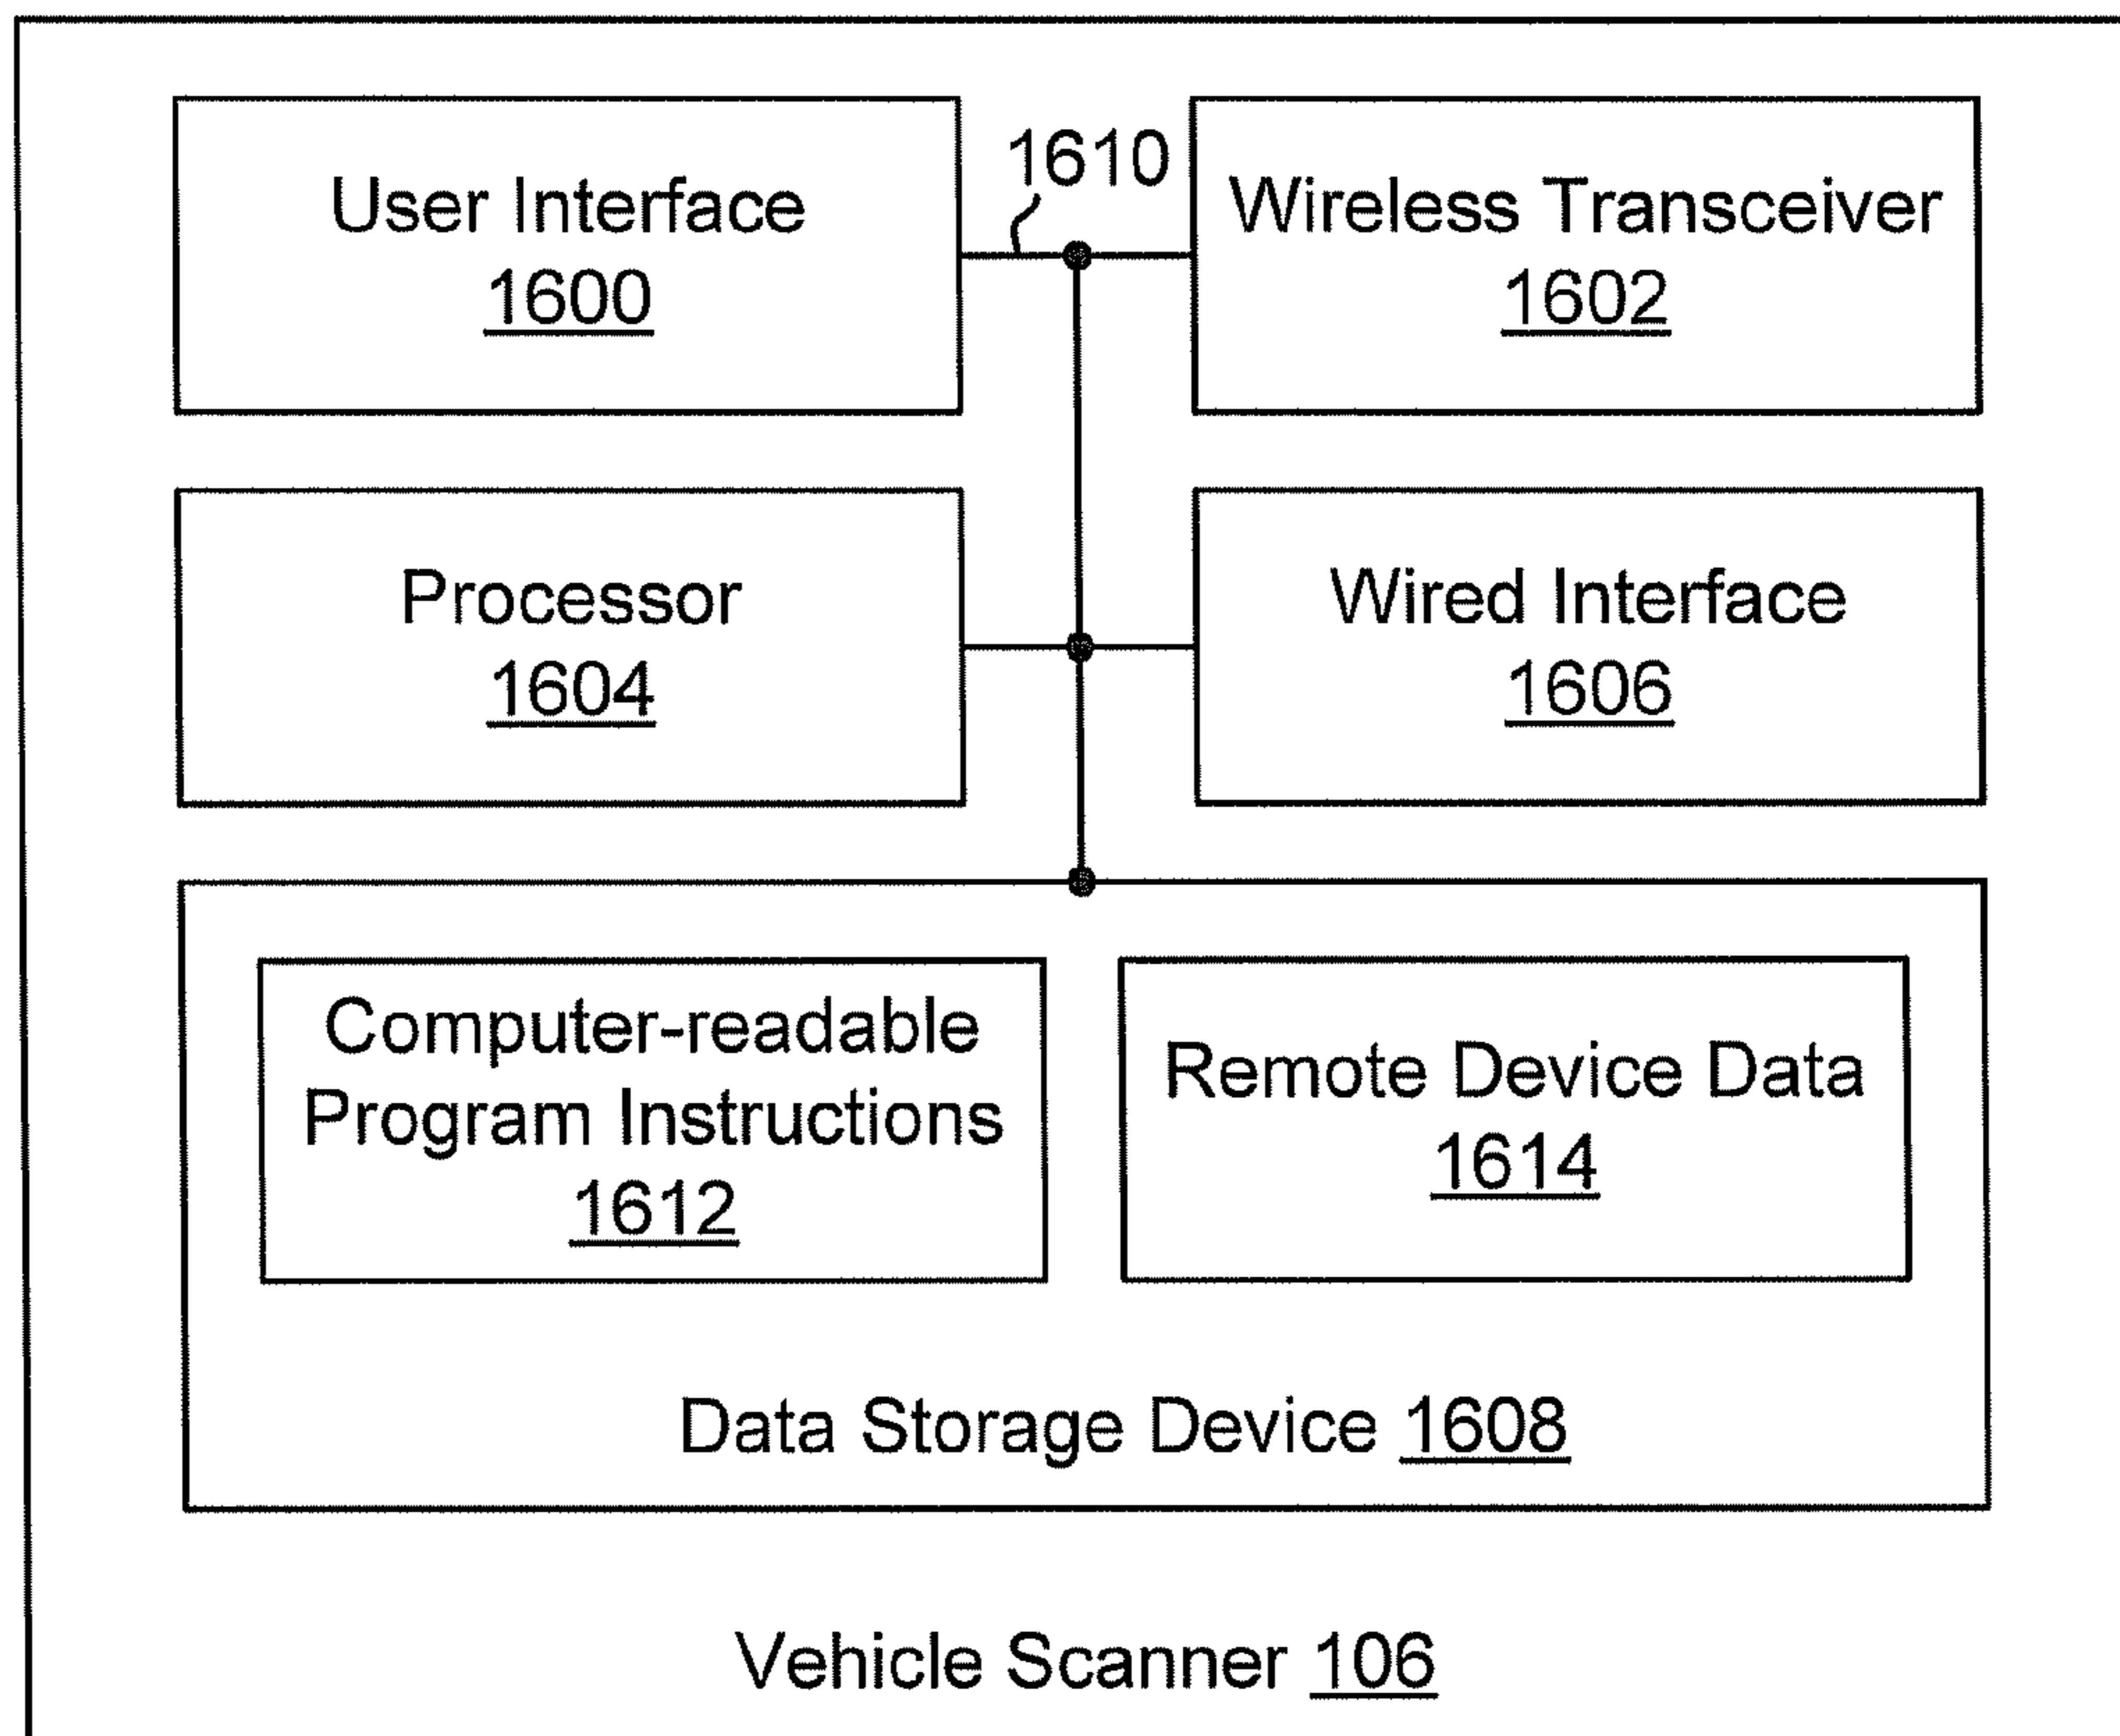 User Interface
1600
1610
Wireless Transceiver
1602
Processor
1604
Wired Interface
1606
Computer-readable
Program Instructions
1612
Remote Device Data
1614
Data Storage Device 1608
Vehicle Scanner 106